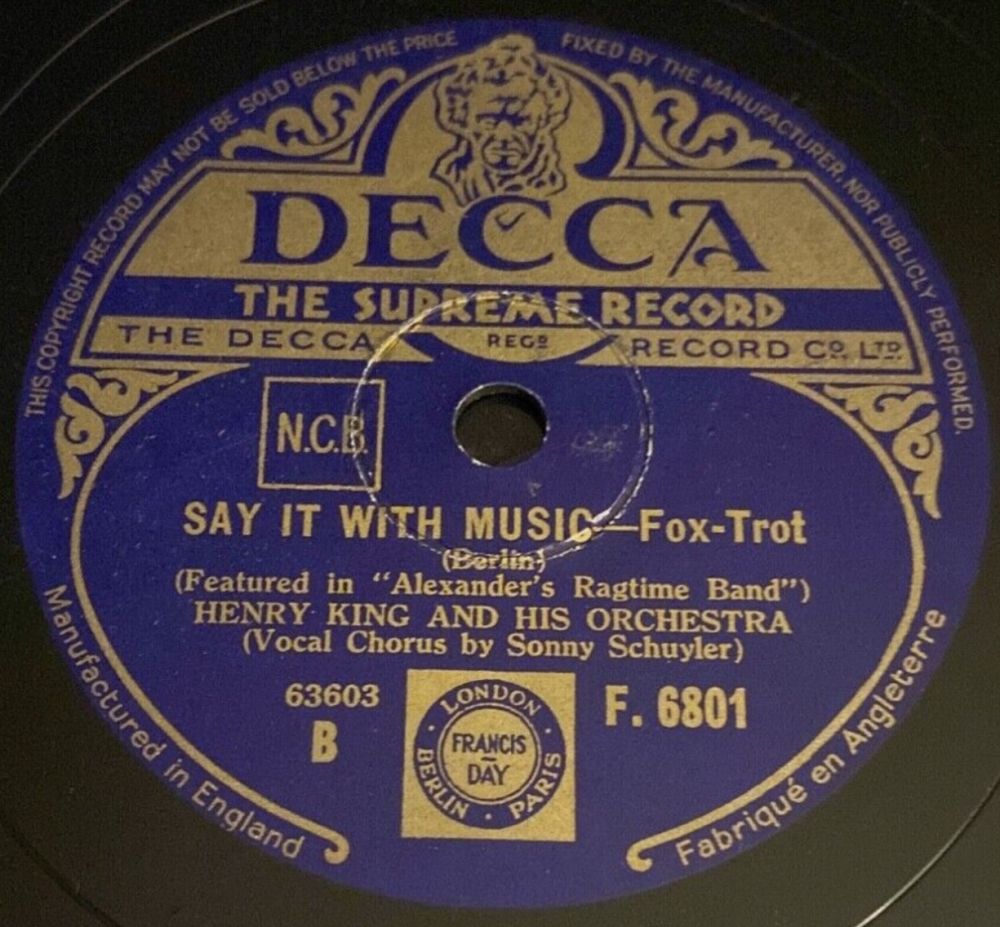 THIS COPYRIGHT RECORD MAY NOT BE SOLD BELOW THE PRICE FIXED BY THE MANUFACTURER, NOR PUBLICLY PERFORMED.
DECCA
THE SUPREME RECORD
THE DECCA REGD RECORD CO. LTD.
N.C.B.
SAY IT WITH MUSIC—Fox-Trot
(Berlin)
(Featured in "Alexander's Ragtime Band")
HENRY KING AND HIS ORCHESTRA
(Vocal Chorus by Sonny Schuyler)
63603
B
LONDON · PARIS · BERLIN ·
FRANCIS-DAY
F. 6801
Manufactured in England
Fabriqué en Angleterre